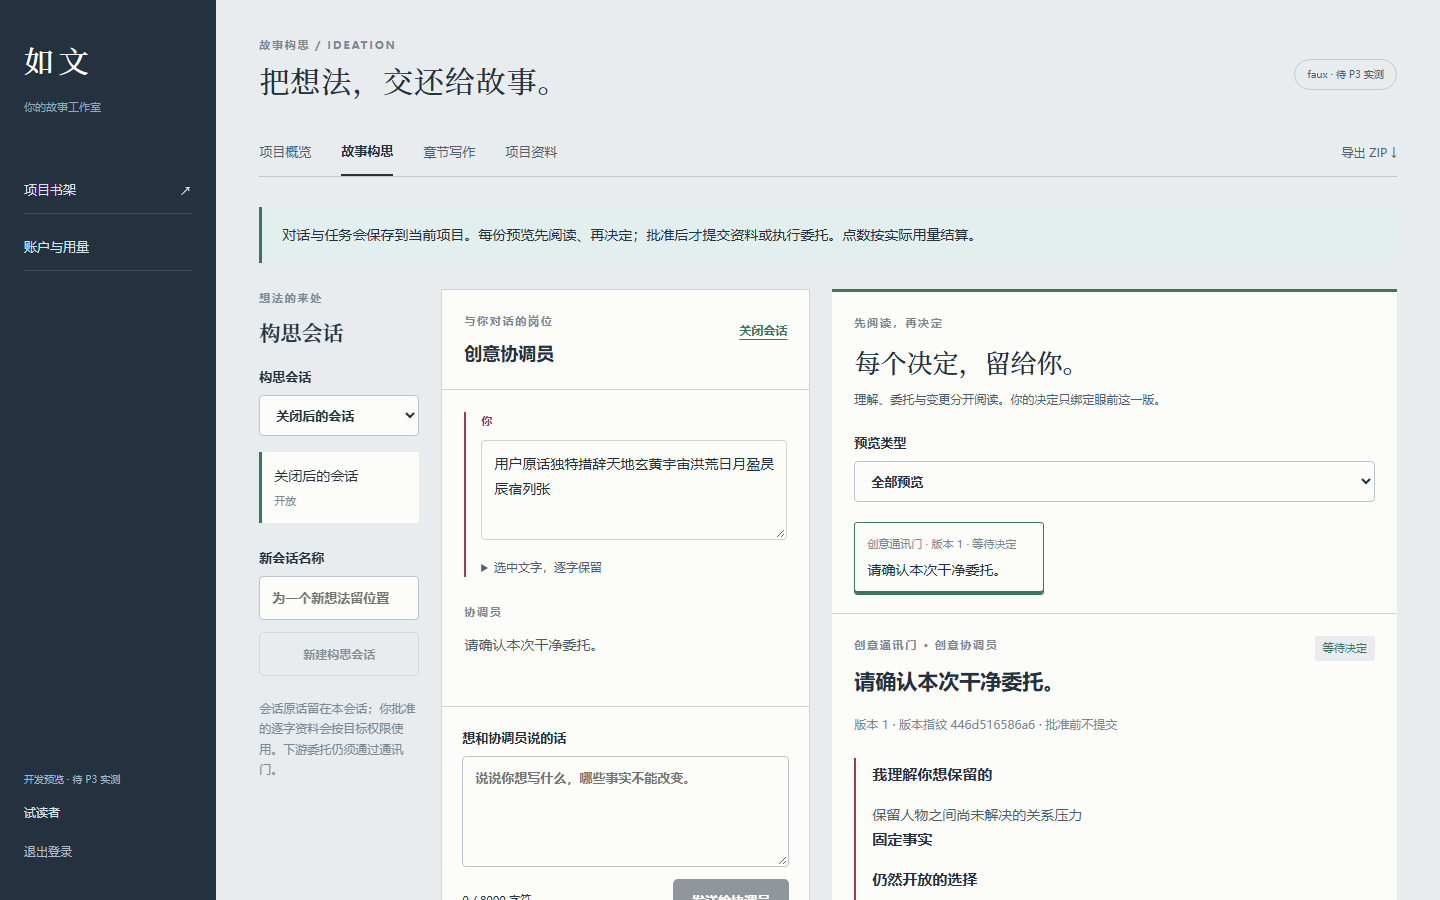 如文
你的故事工作室
项目书架 ↗
账户与用量
开发预览 · 待 P3 实测
试读者
退出登录
故事构思 / IDEATION
把想法，交还给故事。
faux · 待 P3 实测
项目概览
故事构思
章节写作
项目资料
导出 ZIP ↓
对话与任务会保存到当前项目。每份预览先阅读、再决定；批准后才提交资料或执行委托。点数按实际用量结算。
想法的来处
构思会话
构思会话
关闭后的会话
关闭后的会话
开放
新会话名称
为一个新想法留位置
新建构思会话
会话原话留在本会话；你批准
的逐字资料会按目标权限使
用。下游委托仍须通过通讯
门。
与你对话的岗位
创意协调员
关闭会话
你
用户原话独特措辞天地玄黄宇宙洪荒日月盈昃
辰宿列张
▶ 选中文字，逐字保留
协调员
请确认本次干净委托。
想和协调员说的话
说说你想写什么，哪些事实不能改变。
0 / 8000 字符
发送给协调员
先阅读，再决定
每个决定，留给你。
理解、委托与变更分开阅读。你的决定只绑定眼前这一版。
预览类型
全部预览
创意通讯门 · 版本 1 · 等待决定
请确认本次干净委托。
创意通讯门 • 创意协调员
等待决定
请确认本次干净委托。
版本 1 · 版本指纹 446d516586a6 · 批准前不提交
我理解你想保留的
保留人物之间尚未解决的关系压力
固定事实
仍然开放的选择